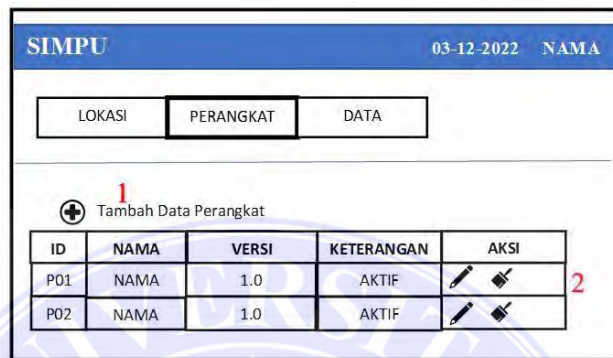 SIMPU 03-12-2022 NAMA
LOKASI PERANGKAT DATA
1
Tambah Data Perangkat
ID NAMA VERSI KETERANGAN AKSI
P01 NAMA 1.0 AKTIF
2
P02 NAMA 1.0 AKTIF
UNIVERSIT